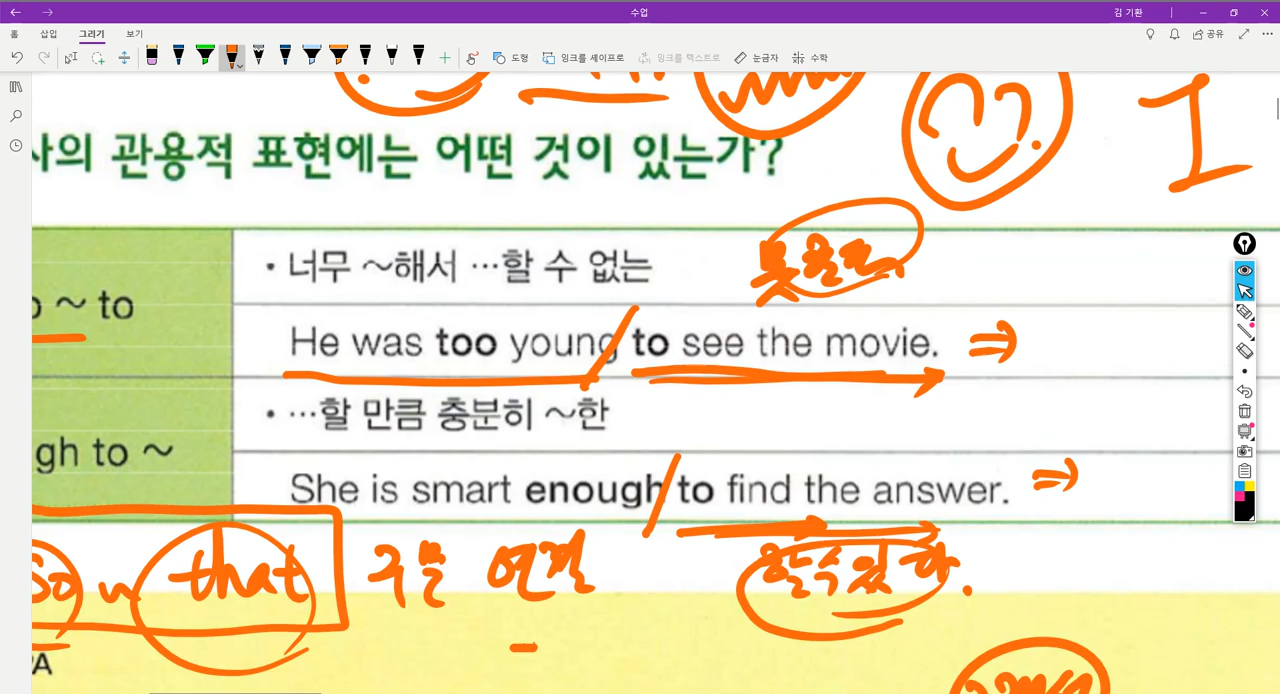 수업
김 기환
홈 삽입 그리기 보기
공유
도형 잉크를 셰이프로 잉크를 텍스트로 눈금자 수학
I
사의 관용적 표현에는 어떤 것이 있는가?
~ to
• 너무 ~해서 …할 수 없는
He was too young to see the movie. ⇒
• …할 만큼 충분히 ~한
gh to ~
She is smart enough to find the answer. ⇒
So that 구문 연결
할수있다.
A